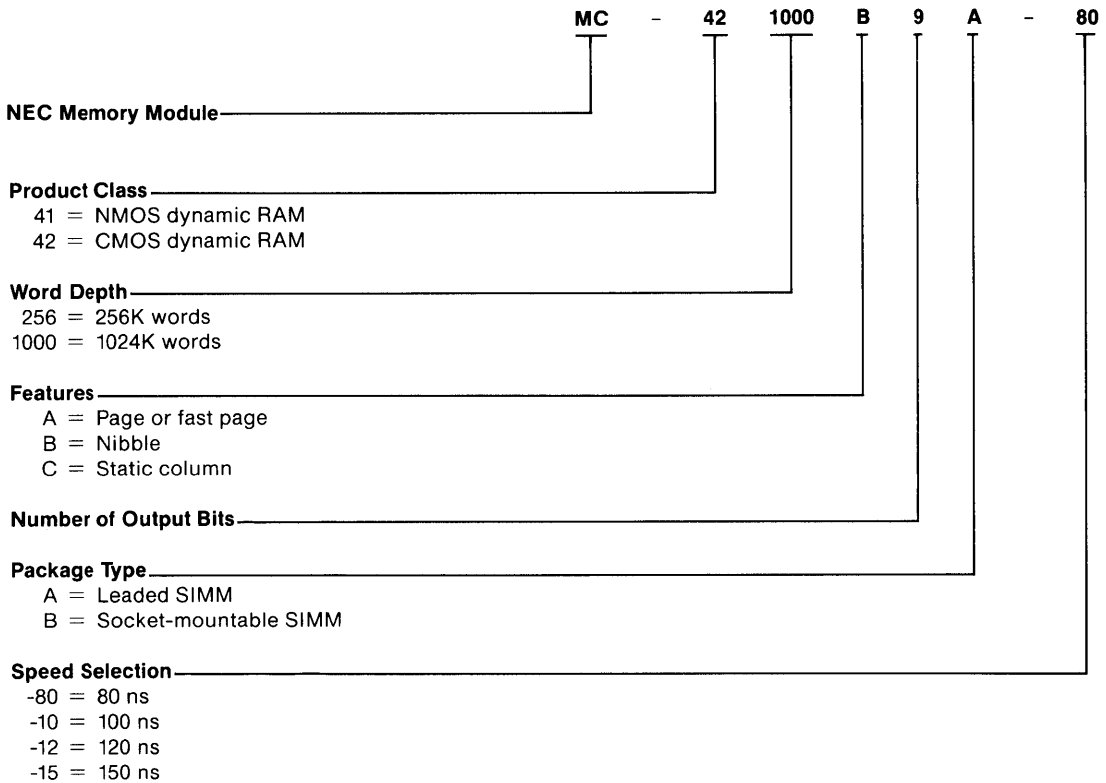 MC - 42 1000 B 9 A - 80
NEC Memory Module
Product Class
41 = NMOS dynamic RAM
42 = CMOS dynamic RAM
Word Depth
256 = 256K words
1000 = 1024K words
Features
A = Page or fast page
B = Nibble
C = Static column
Number of Output Bits
Package Type
A = Leaded SIMM
B = Socket-mountable SIMM
Speed Selection
-80 = 80 ns
-10 = 100 ns
-12 = 120 ns
-15 = 150 ns